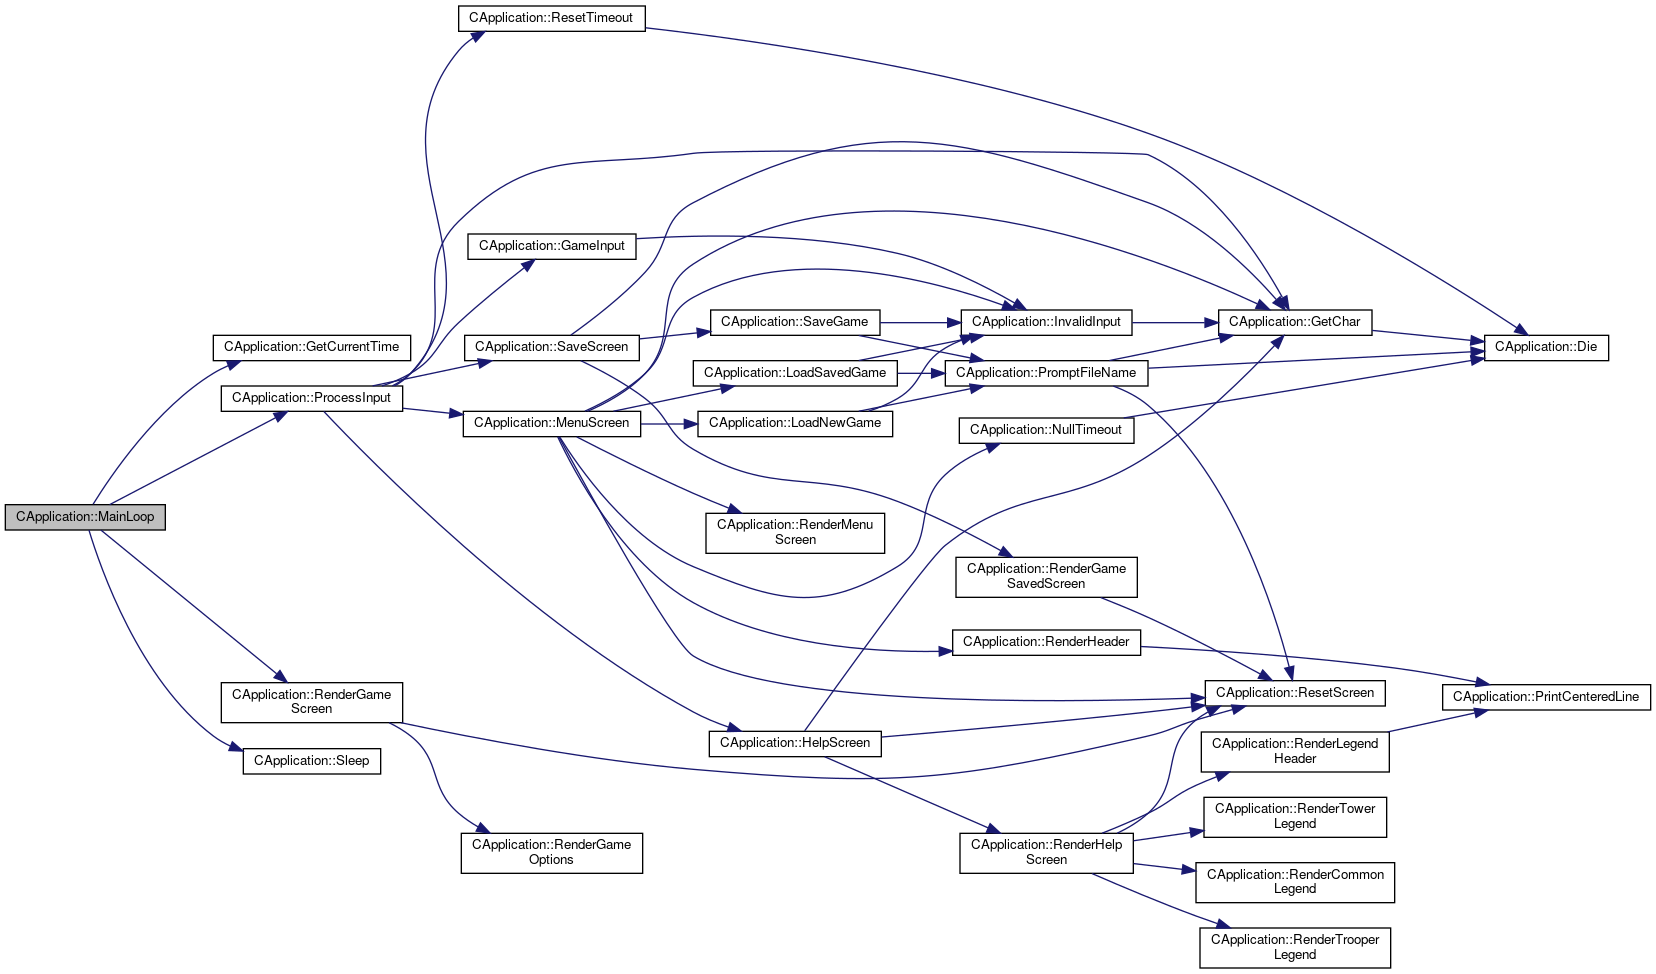 CApplication::ResetTimeout
CApplication::GameInput
CApplication::SaveGame
CApplication::InvalidInput
CApplication::GetChar
CApplication::GetCurrentTime
CApplication::SaveScreen
CApplication::Die
CApplication::LoadSavedGame
CApplication::PromptFileName
CApplication::ProcessInput
CApplication::MenuScreen
CApplication::LoadNewGame
CApplication::NullTimeout
CApplication::MainLoop
CApplication::RenderMenu
Screen
CApplication::RenderGame
SavedScreen
CApplication::RenderHeader
CApplication::RenderGame
Screen
CApplication::ResetScreen
CApplication::PrintCenteredLine
CApplication::HelpScreen
CApplication::RenderLegend
Header
CApplication::Sleep
CApplication::RenderTower
Legend
CApplication::RenderGame
Options
CApplication::RenderHelp
Screen
CApplication::RenderCommon
Legend
CApplication::RenderTrooper
Legend